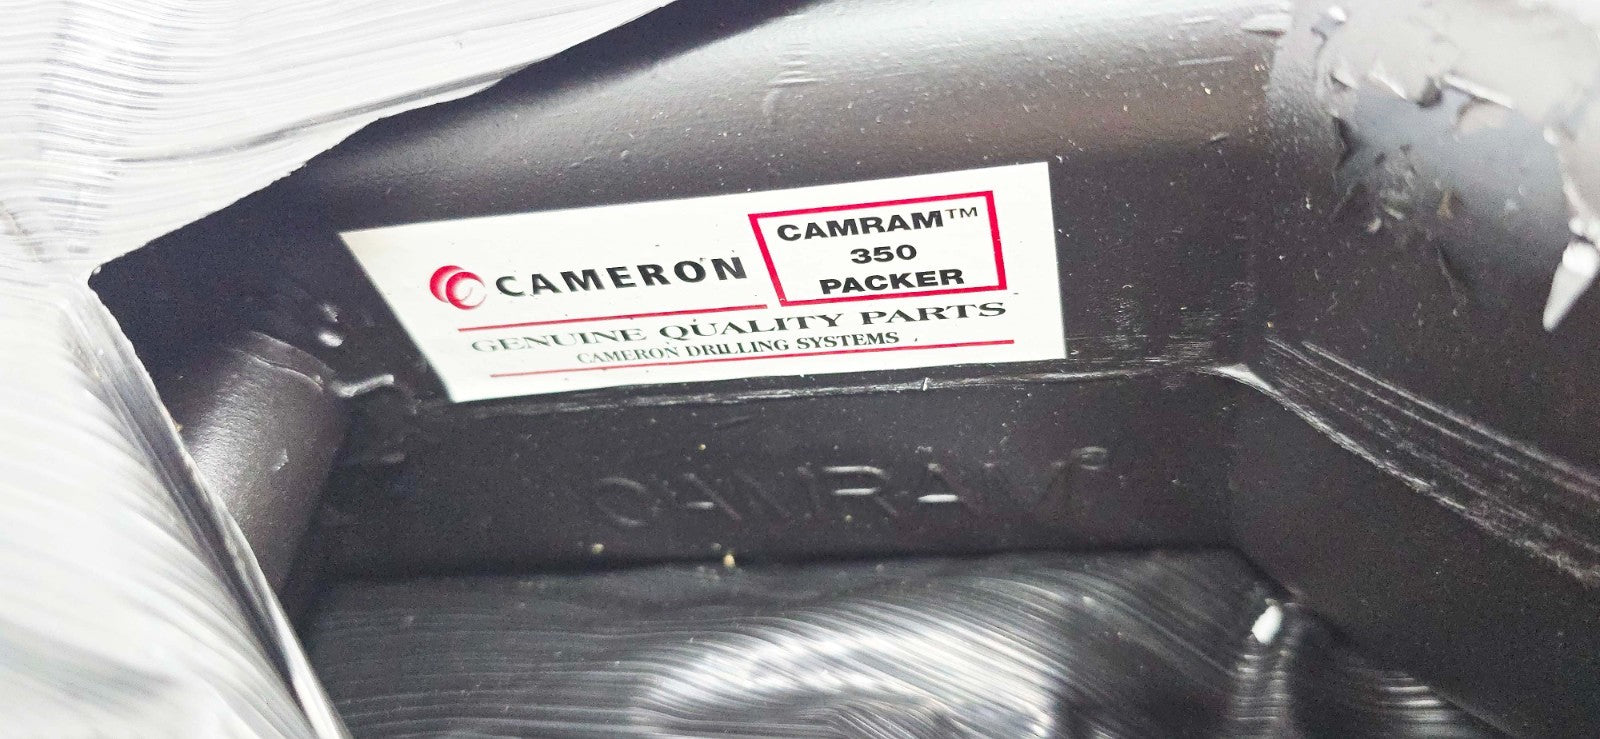 CAMERON
CAMRAM™
350
PACKER
GENUINE QUALITY PARTS
CAMERON DRILLING SYSTEMS
CAMRAM®